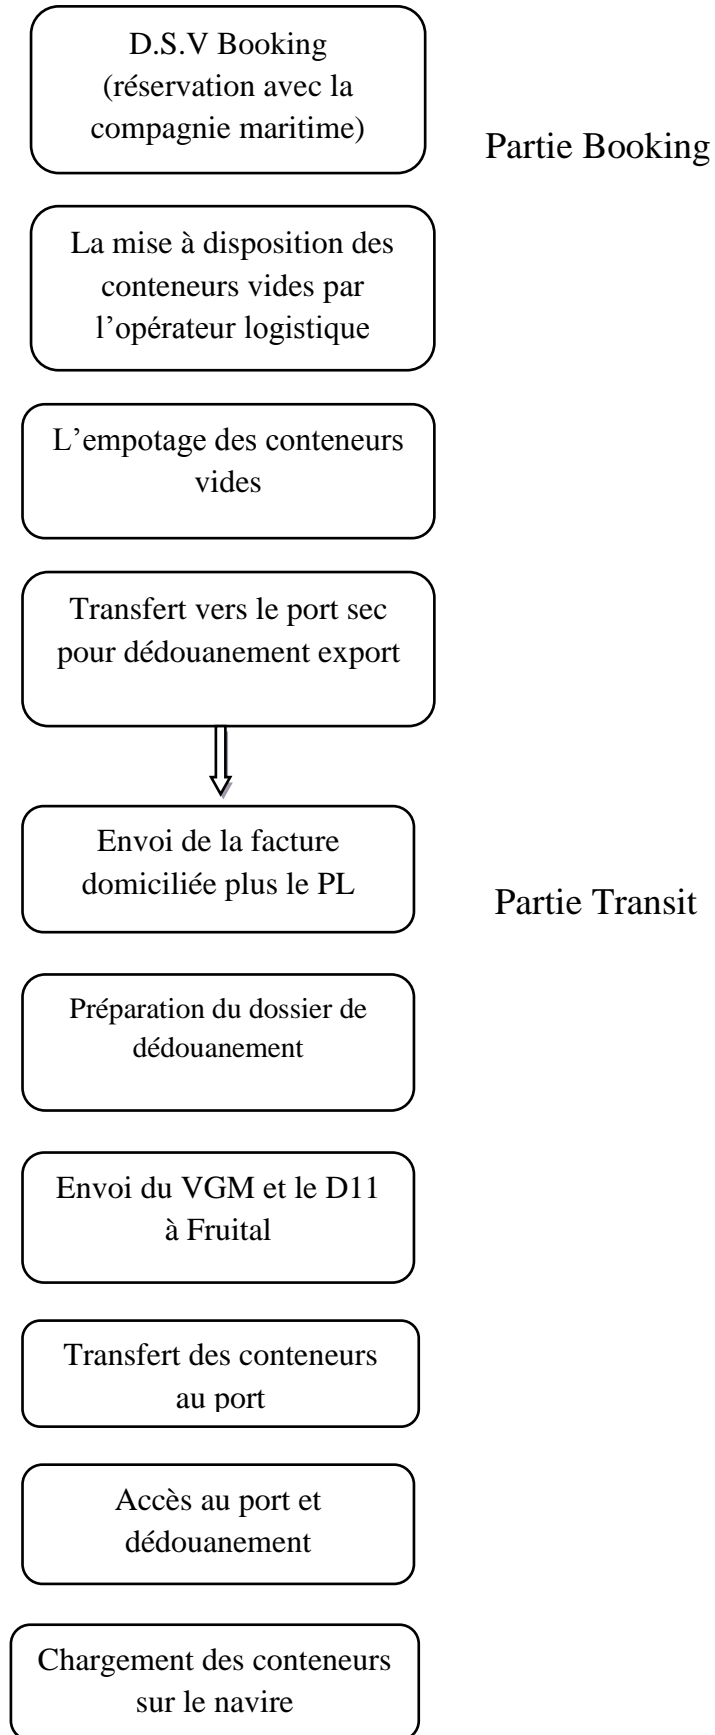 D.S.V Booking
(réservation avec la
compagnie maritime)
Partie Booking
La mise à disposition des
conteneurs vides par
l’opérateur logistique
L’empotage des conteneurs
vides
Transfert vers le port sec
pour dédouanement export
Envoi de la facture
domiciliée plus le PL
Partie Transit
Préparation du dossier de
dédouanement
Envoi du VGM et le D11
à Fruital
Transfert des conteneurs
au port
Accès au port et
dédouanement
Chargement des conteneurs
sur le navire